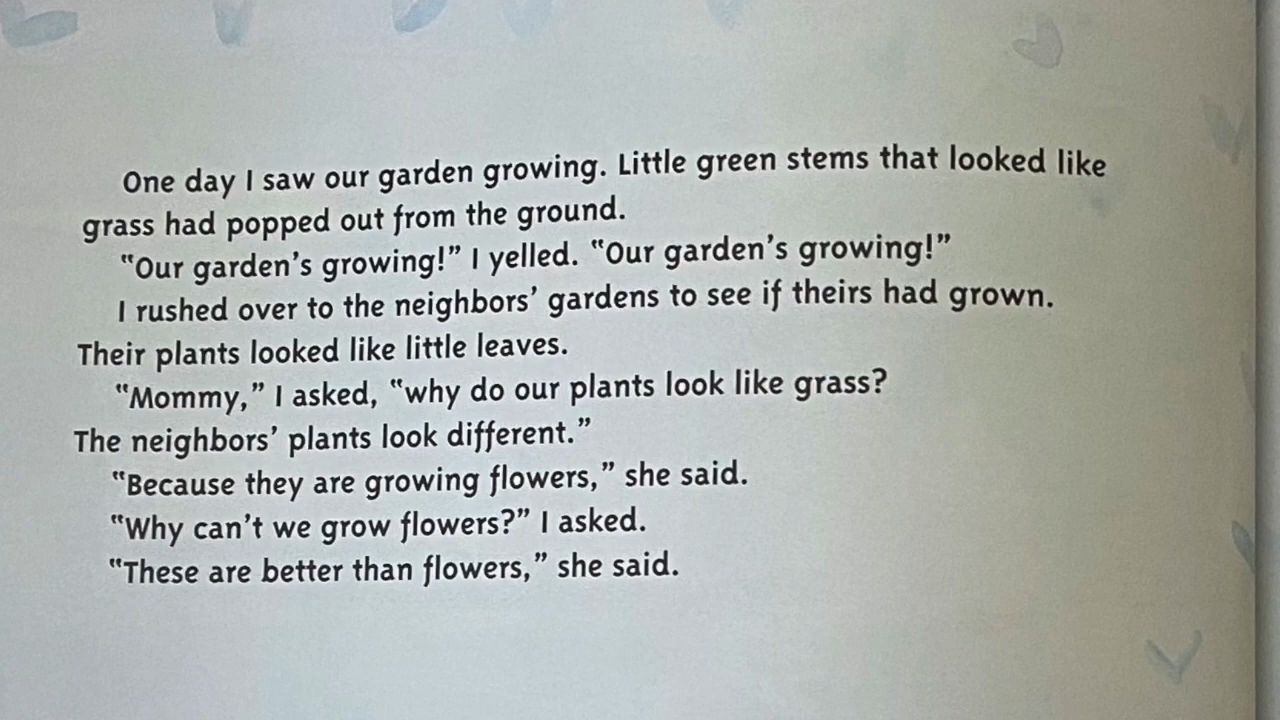 One day I saw our garden growing. Little green stems that looked like
grass had popped out from the ground.
“Our garden’s growing!” I yelled. “Our garden’s growing!”
I rushed over to the neighbors’ gardens to see if theirs had grown.
Their plants looked like little leaves.
“Mommy,” I asked, “why do our plants look like grass?
The neighbors’ plants look different.”
“Because they are growing flowers,” she said.
“Why can’t we grow flowers?” I asked.
“These are better than flowers,” she said.